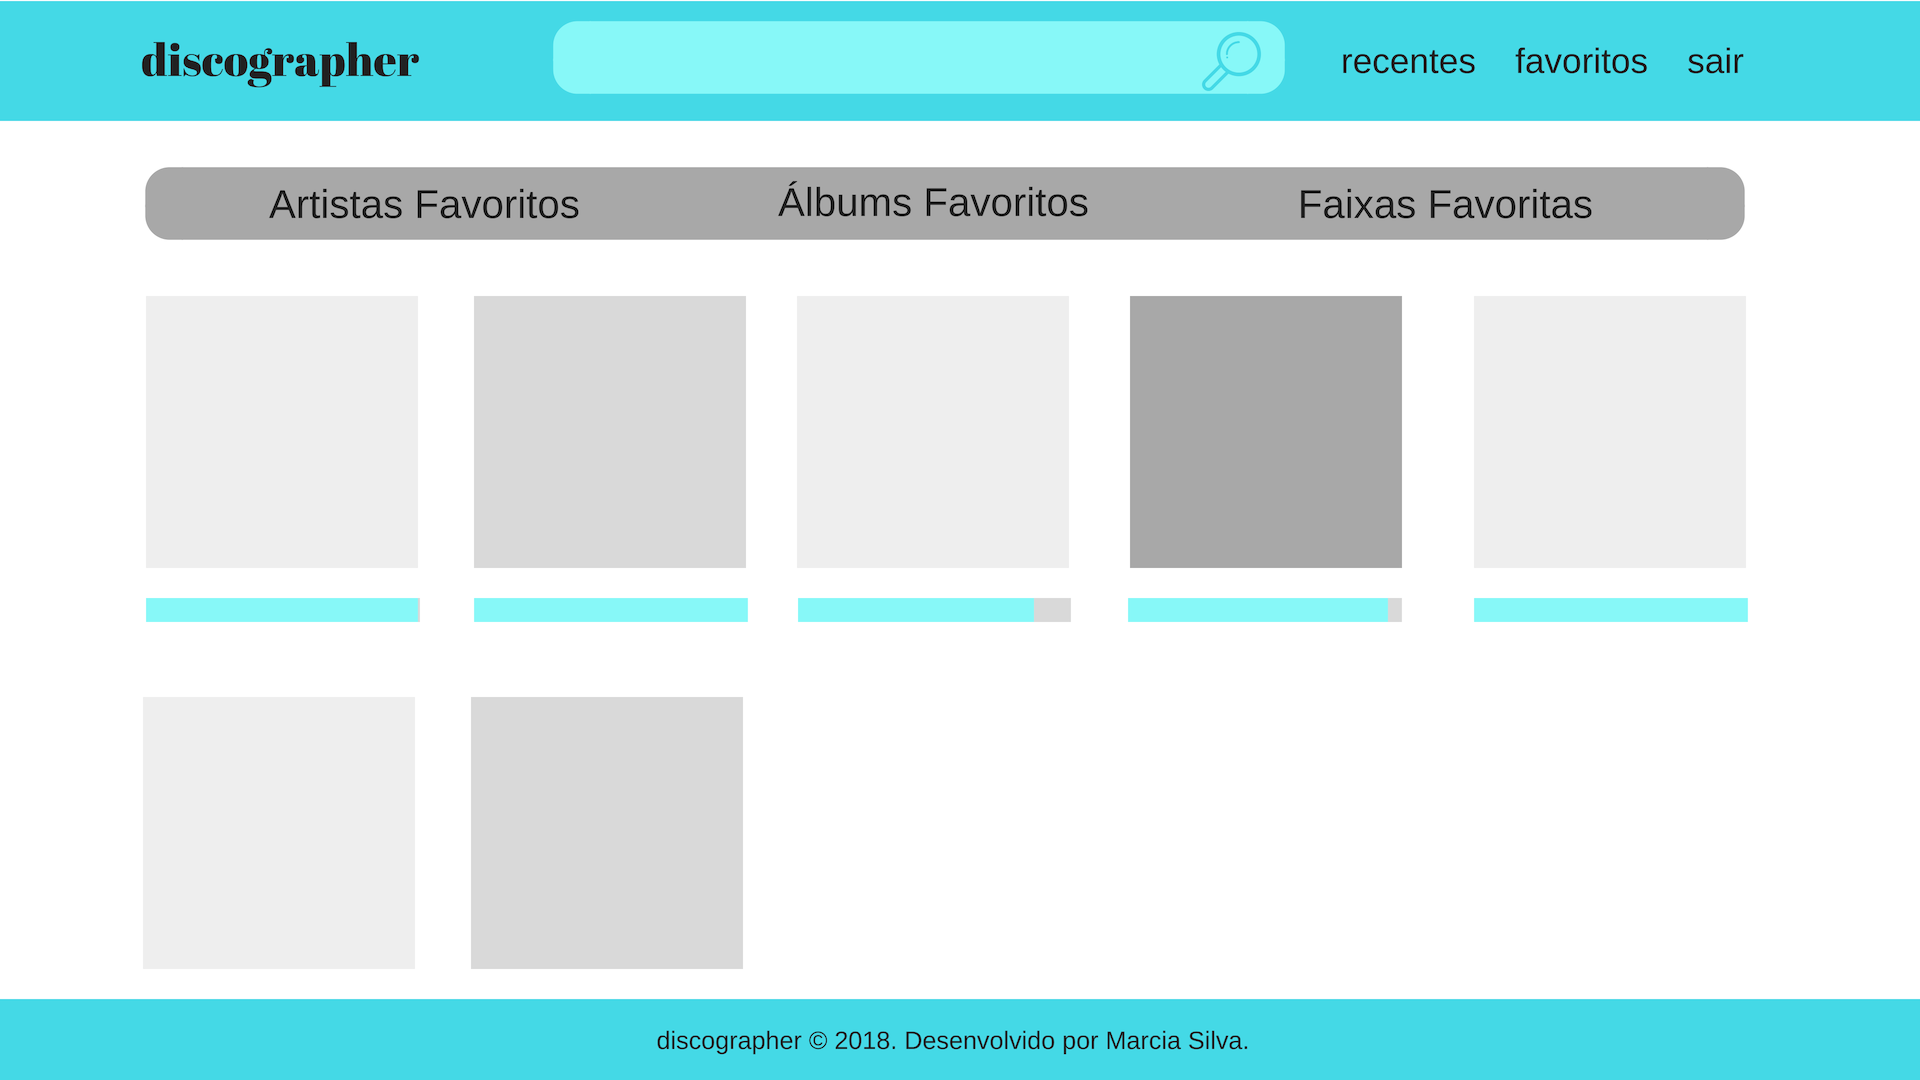 discographer
recentes favoritos sair
Artistas Favoritos Álbums Favoritos Faixas Favoritas
discographer © 2018. Desenvolvido por Marcia Silva.